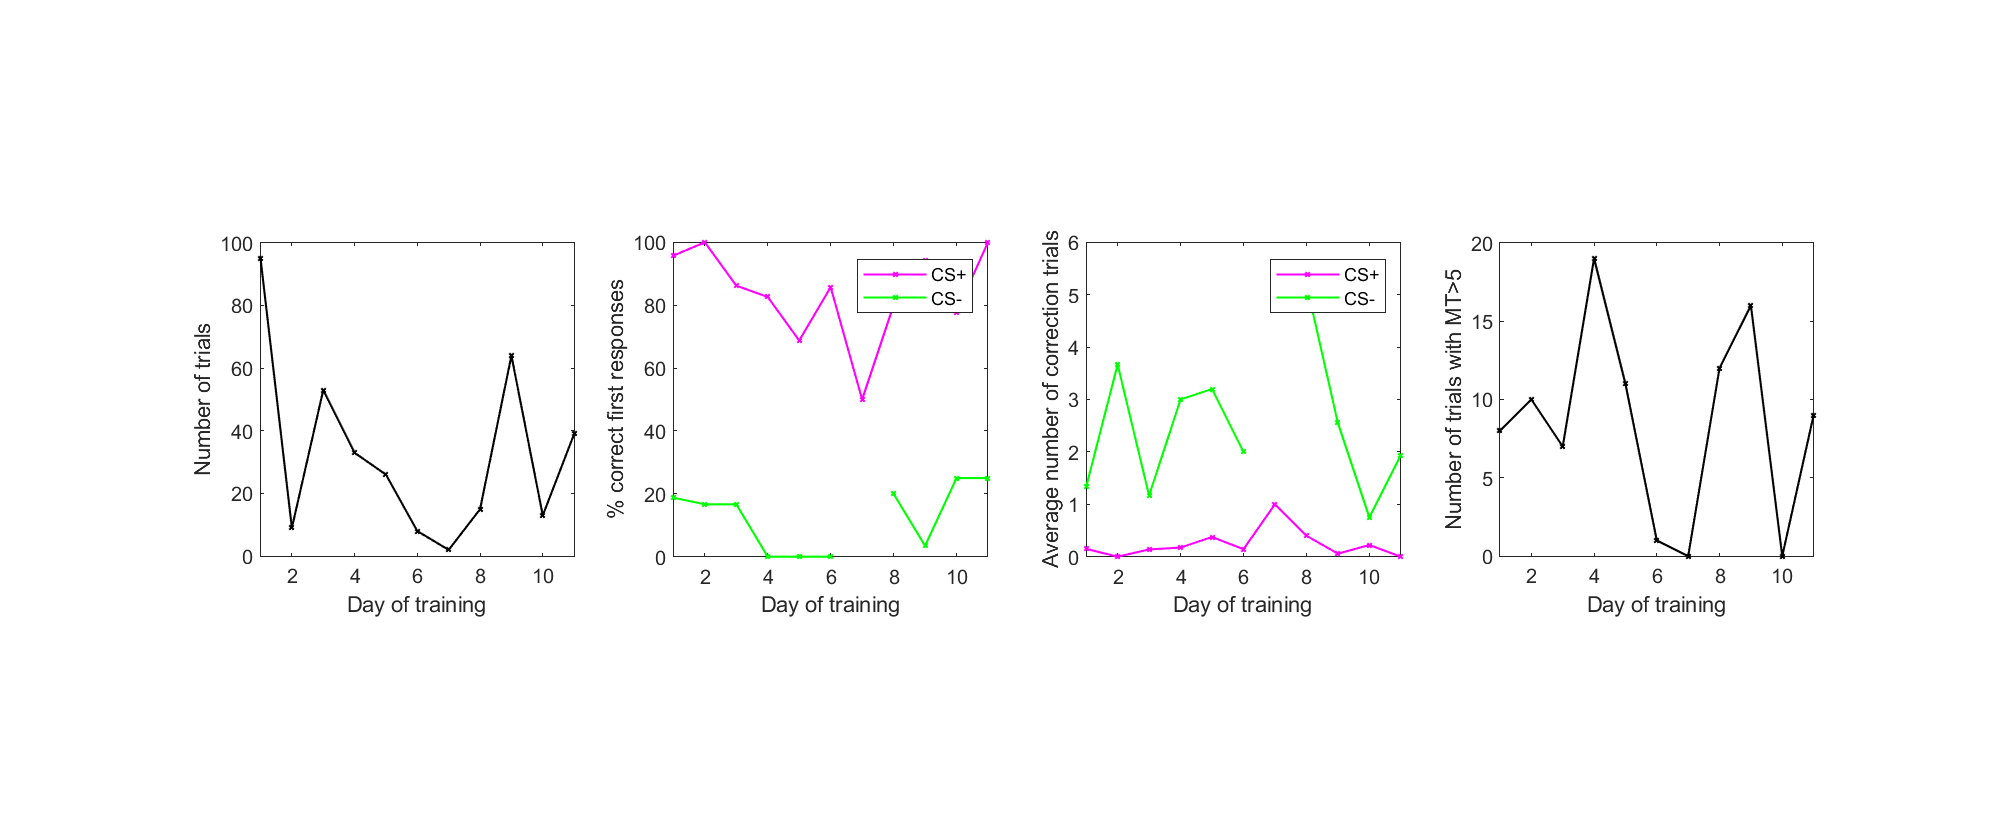 Number of trials
100
80
60
40
20
0
2 4 6 8 10
Day of training
% correct first responses
100
80
60
40
20
0
CS+
CS-
2 4 6 8 10
Day of training
Average number of correction trials
6
5
4
3
2
1
0
CS+
CS-
2 4 6 8 10
Day of training
Number of trials with MT>5
20
15
10
5
0
2 4 6 8 10
Day of training